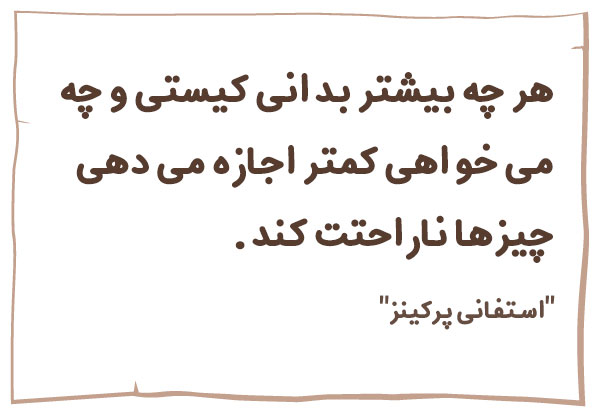 هر چه بیشتر بدانی کیستی و چه
می خواهی کمتر اجازه می دهی
چیزها ناراحتت کند .
"استفانی پرکینز"